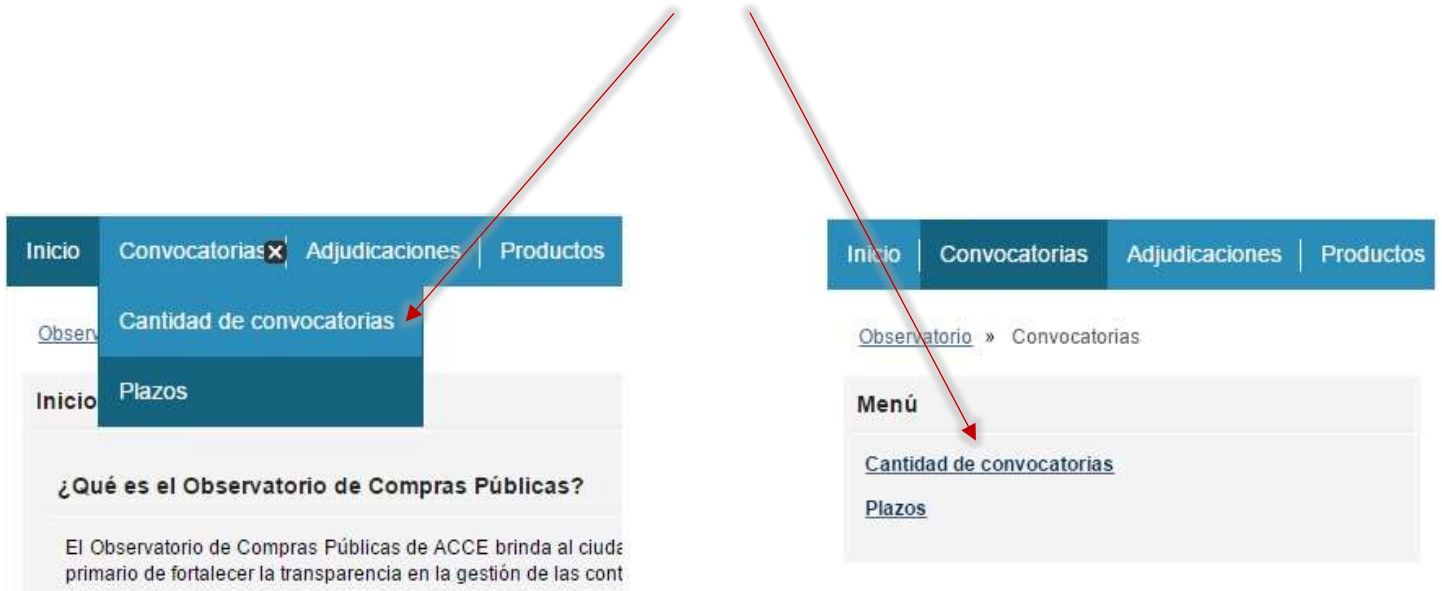 Inicio Convocatorias Adjudicaciones Productos
Cantidad de convocatorias
Observ
Plazos
Inicio
¿Qué es el Observatorio de Compras Públicas?
El Observatorio de Compras Públicas de ACCE brinda al ciuda
primario de fortalecer la transparencia en la gestión de las cont
Inicio Convocatorias Adjudicaciones Productos
Observatorio » Convocatorias
Menú
Cantidad de convocatorias
Plazos